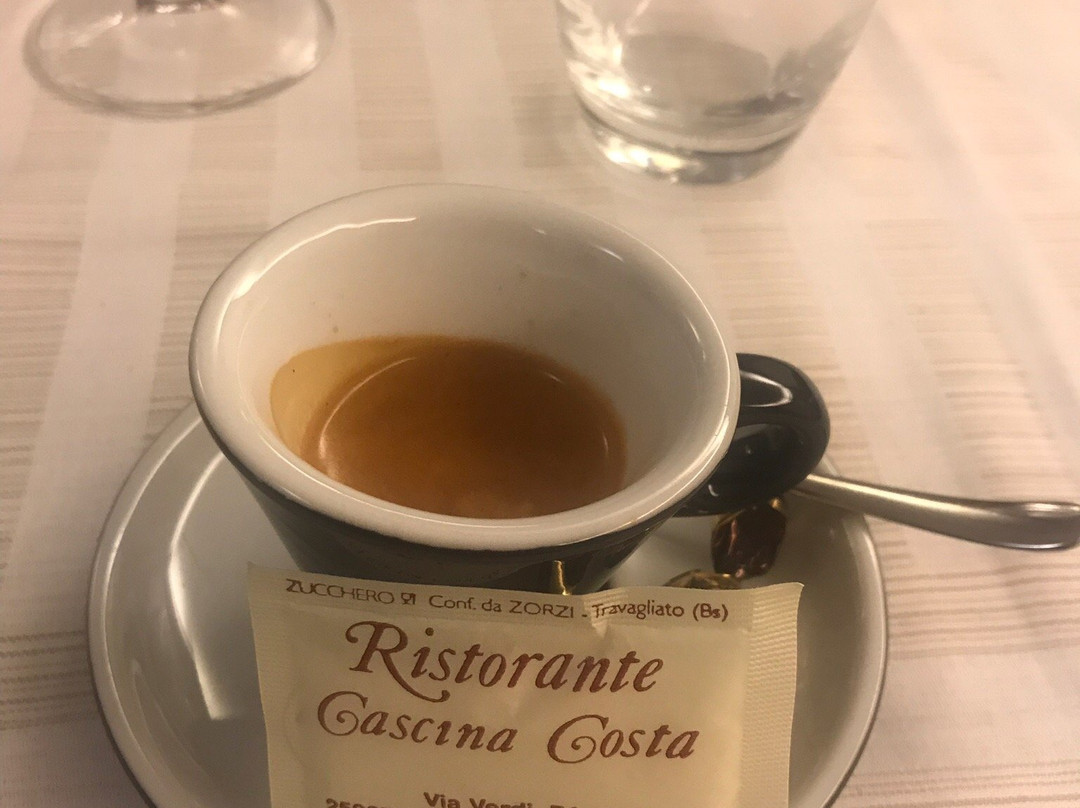 ZUCCHERO Conf. da ZORZI - Travagliato (Bs)
Ristorante
Cascina Costa
Via Verdi